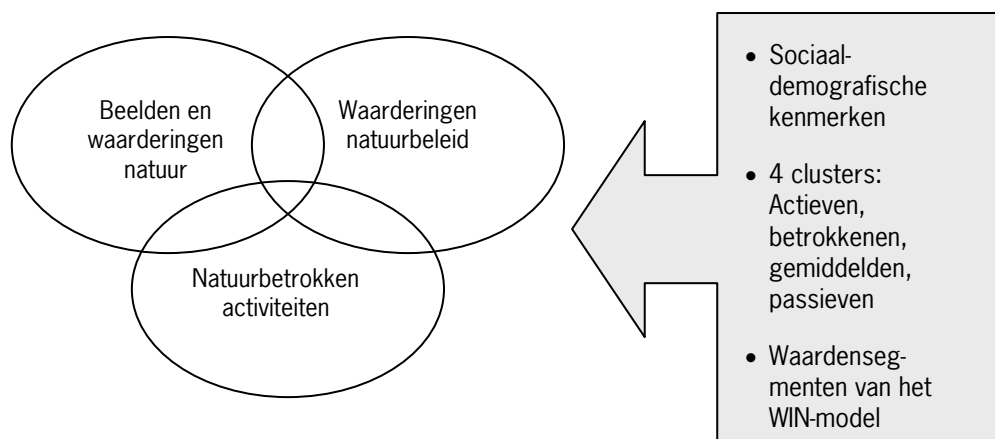 Beelden en
waarderingen
natuur
Waarderingen
natuurbeleid
Natuurbetrokken
activiteiten
• Sociaal-
demografische
kenmerken
• 4 clusters:
Actieven,
betrokkenen,
gemiddelden,
passieven
• Waardenseg-
menten van het
WIN-model